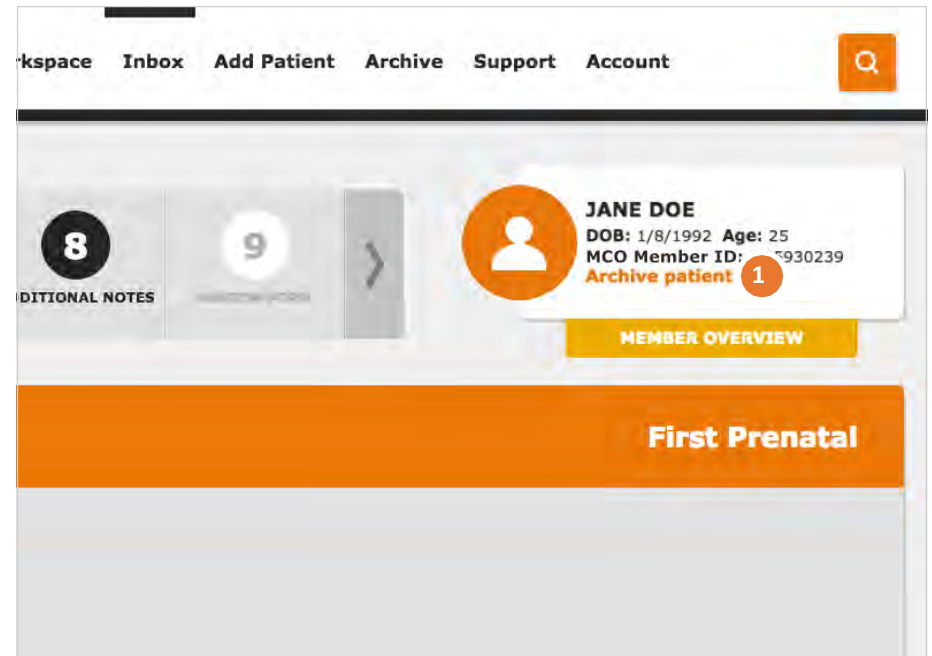 rkspace Inbox Add Patient Archive Support Account
8
9
DITIONAL NOTES
JANE DOE
DOB: 1/8/1992 Age: 25
MCO Member ID: 5930239
Archive patient 1
MEMBER OVERVIEW
First Prenatal